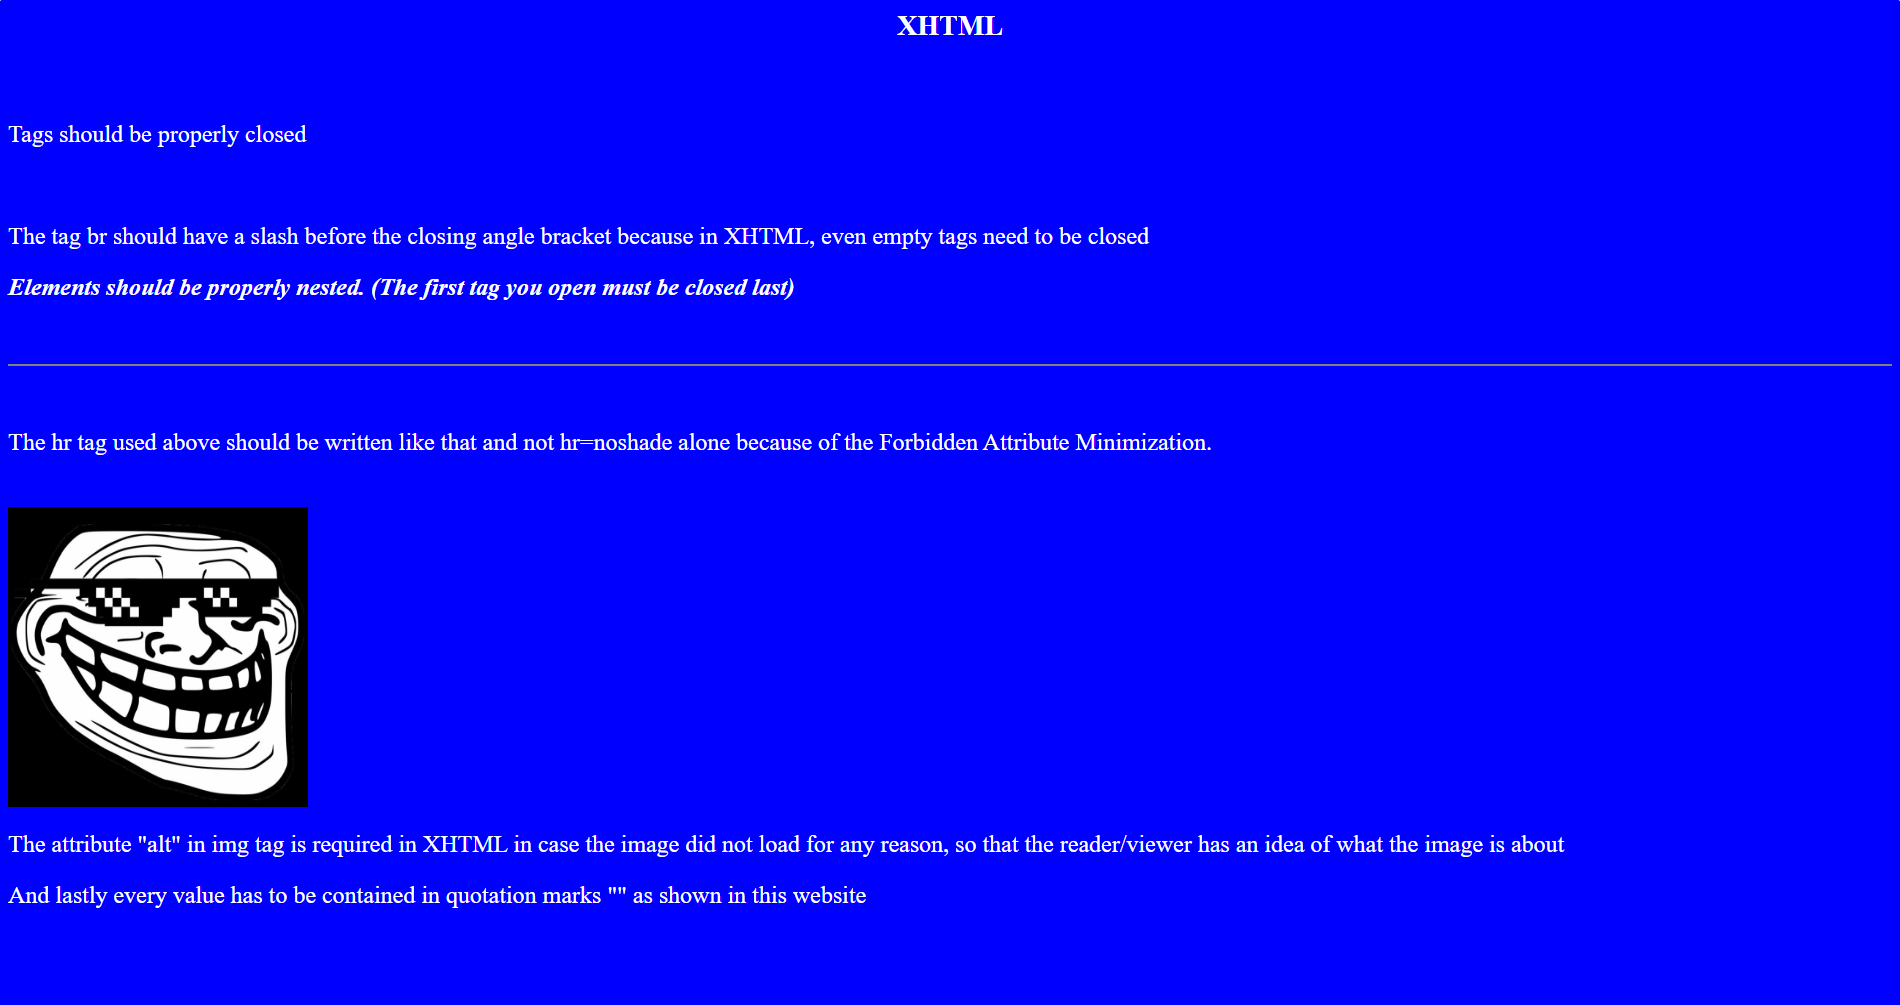 XHTML
Tags should be properly closed
The tag br should have a slash before the closing angle bracket because in XHTML, even empty tags need to be closed
Elements should be properly nested. (The first tag you open must be closed last)
The hr tag used above should be written like that and not hr=noshade alone because of the Forbidden Attribute Minimization.
The attribute "alt" in img tag is required in XHTML in case the image did not load for any reason, so that the reader/viewer has an idea of what the image is about
And lastly every value has to be contained in quotation marks "" as shown in this website